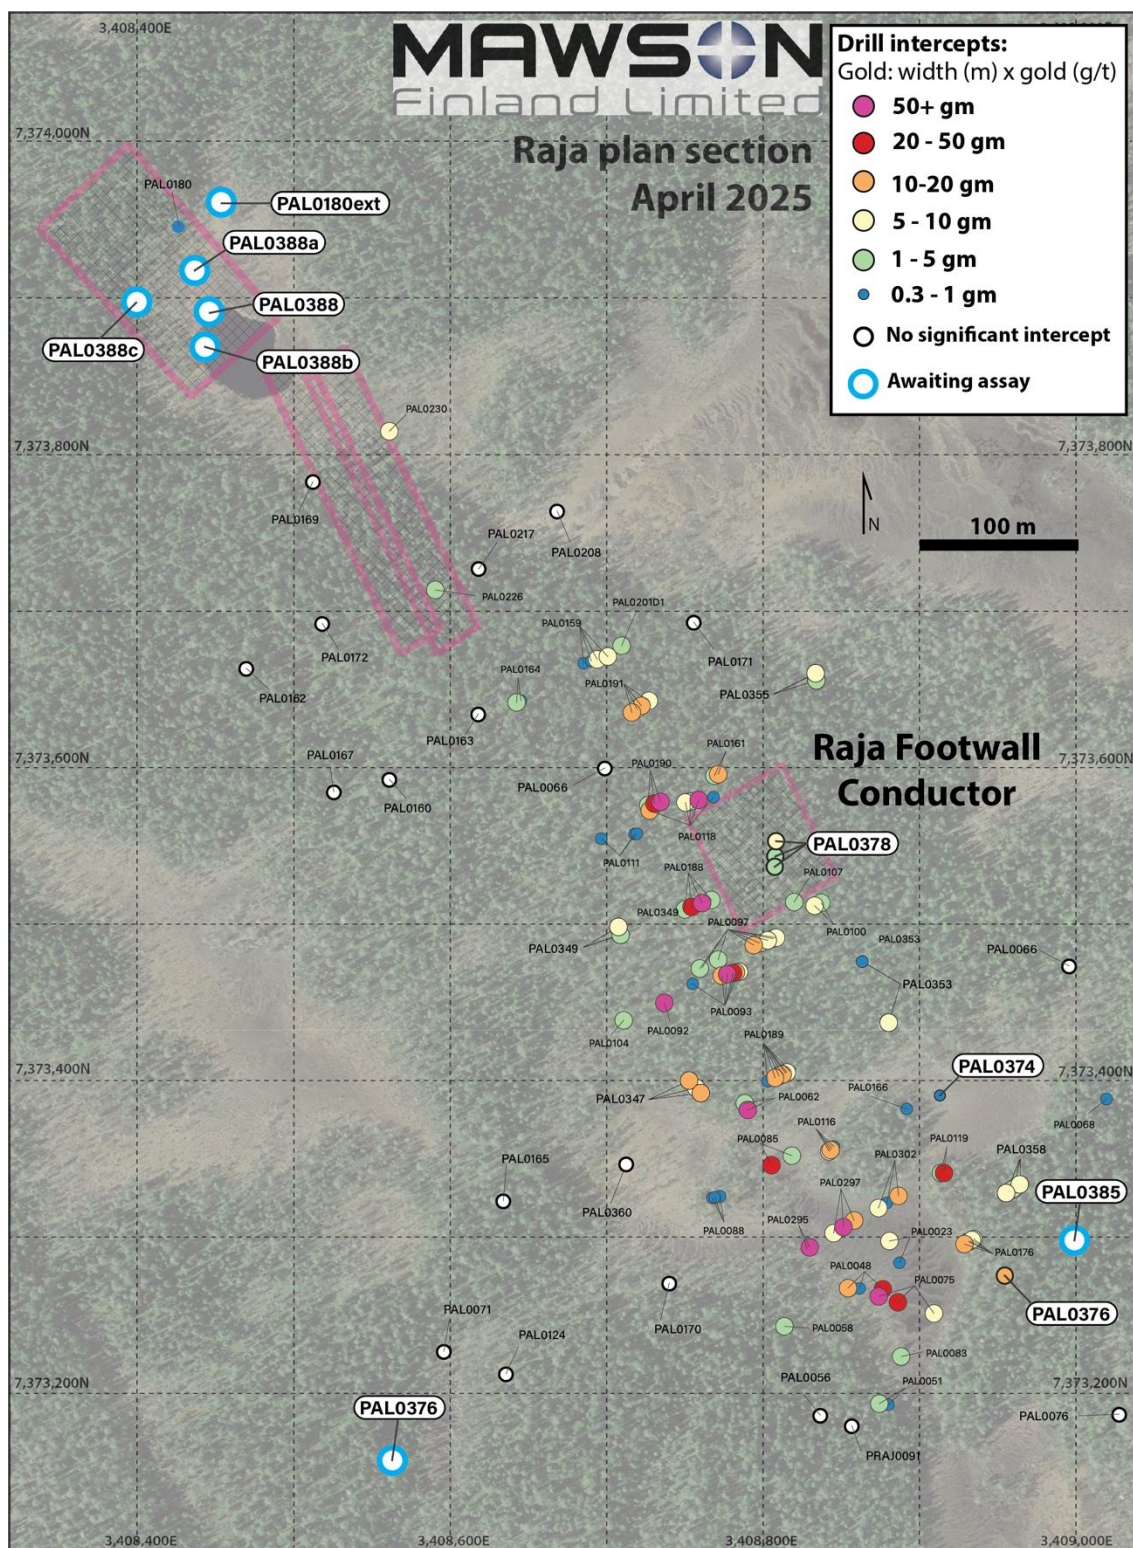 3,408,400E
MAWSON
Finland Limited
Raja plan section
April 2025
Drill intercepts:
Gold: width (m) x gold (g/t)
50+ gm
20 - 50 gm
10-20 gm
5 - 10 gm
1 - 5 gm
0.3 - 1 gm
No significant intercept
Awaiting assay
7,374,000N
PAL0180
PAL0180ext
PAL0388a
PAL0388
PAL0388c
PAL0388b
PAL0230
7,373,800N
7,373,800N
PAL0169
N
100 m
PAL0217
PAL0208
PAL0226
PAL0201D1
PAL0159
PAL0172
PAL0171
PAL0162
PAL0164
PAL0191
PAL0355
PAL0163
Raja Footwall
Conductor
PAL0167
PAL0161
7,373,600N
7,373,600N
PAL0190
PAL0066
PAL0160
PAL0118
PAL0378
PAL0111
PAL0188
PAL0107
PAL0349
PAL0097
PAL0100
PAL0349
PAL0353
PAL0066
PAL0353
PAL0093
PAL0092
PAL0104
PAL0189
7,373,400N
7,373,400N
PAL0374
PAL0347
PAL0062
PAL0166
PAL0068
PAL0085
PAL0116
PAL0119
PAL0358
PAL0165
PAL0302
PAL0385
PAL0360
PAL0297
PAL0088
PAL0295
PAL0023
PAL0176
PAL0048
PAL0075
PAL0071
PAL0376
PAL0170
PAL0058
PAL0124
PAL0083
7,373,200N
7,373,200N
PAL0056
PAL0051
PAL0376
PAL0076
PRAJ0091
3,408,400E
3,408,600E
3,408,800E
3,409,000E